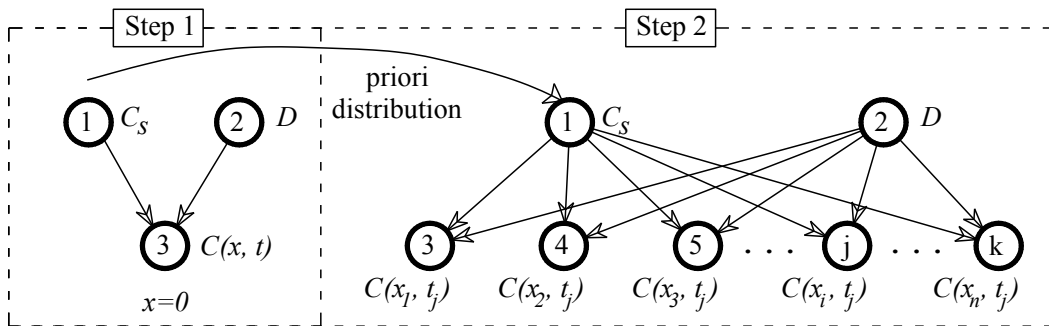 Step 1
Step 2
priori
distribution
1 C_s
2 D
1 C_s
2 D
3 C(x, t)
3
4
5
. . .
j
. . .
k
C(x_1, t_j)
C(x_2, t_j)
C(x_3, t_j)
C(x_i, t_j)
C(x_n, t_j)
x=0